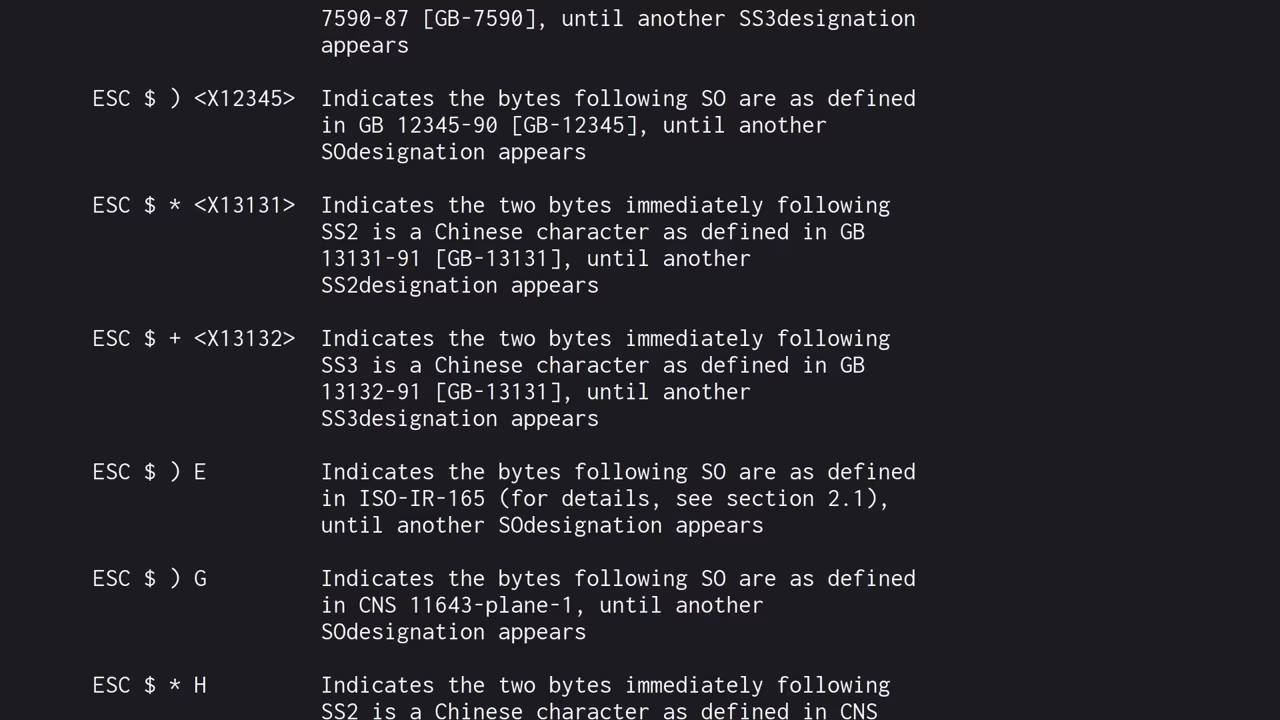 7590-87 [GB-7590], until another SS3designation
appears
ESC $ ) <X12345> Indicates the bytes following SO are as defined
in GB 12345-90 [GB-12345], until another
SOdesignation appears
ESC $ * <X13131> Indicates the two bytes immediately following
SS2 is a Chinese character as defined in GB
13131-91 [GB-13131], until another
SS2designation appears
ESC $ + <X13132> Indicates the two bytes immediately following
SS3 is a Chinese character as defined in GB
13132-91 [GB-13131], until another
SS3designation appears
ESC $ ) E Indicates the bytes following SO are as defined
in ISO-IR-165 (for details, see section 2.1),
until another SOdesignation appears
ESC $ ) G Indicates the bytes following SO are as defined
in CNS 11643-plane-1, until another
SOdesignation appears
ESC $ * H Indicates the two bytes immediately following
SS2 is a Chinese character as defined in CNS